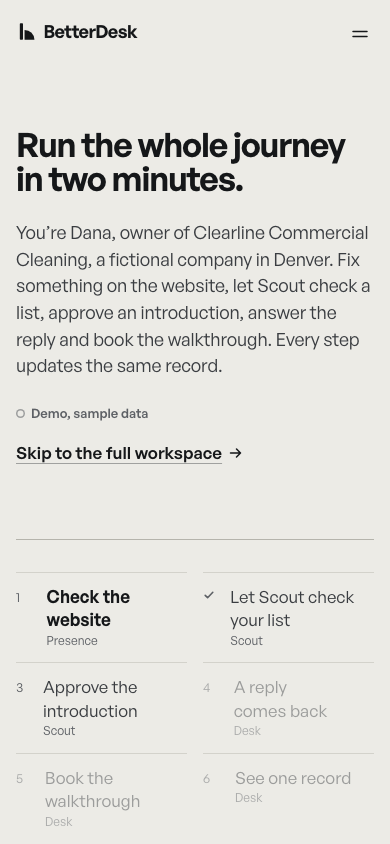 BetterDesk
Run the whole journey
in two minutes.
You’re Dana, owner of Clearline Commercial
Cleaning, a fictional company in Denver. Fix
something on the website, let Scout check a
list, approve an introduction, answer the
reply and book the walkthrough. Every step
updates the same record.
Demo, sample data
Skip to the full workspace →
1 Check the
website
Presence
✓ Let Scout check
your list
Scout
3 Approve the
introduction
Scout
4 A reply
comes back
Desk
5 Book the
walkthrough
Desk
6 See one record
Desk